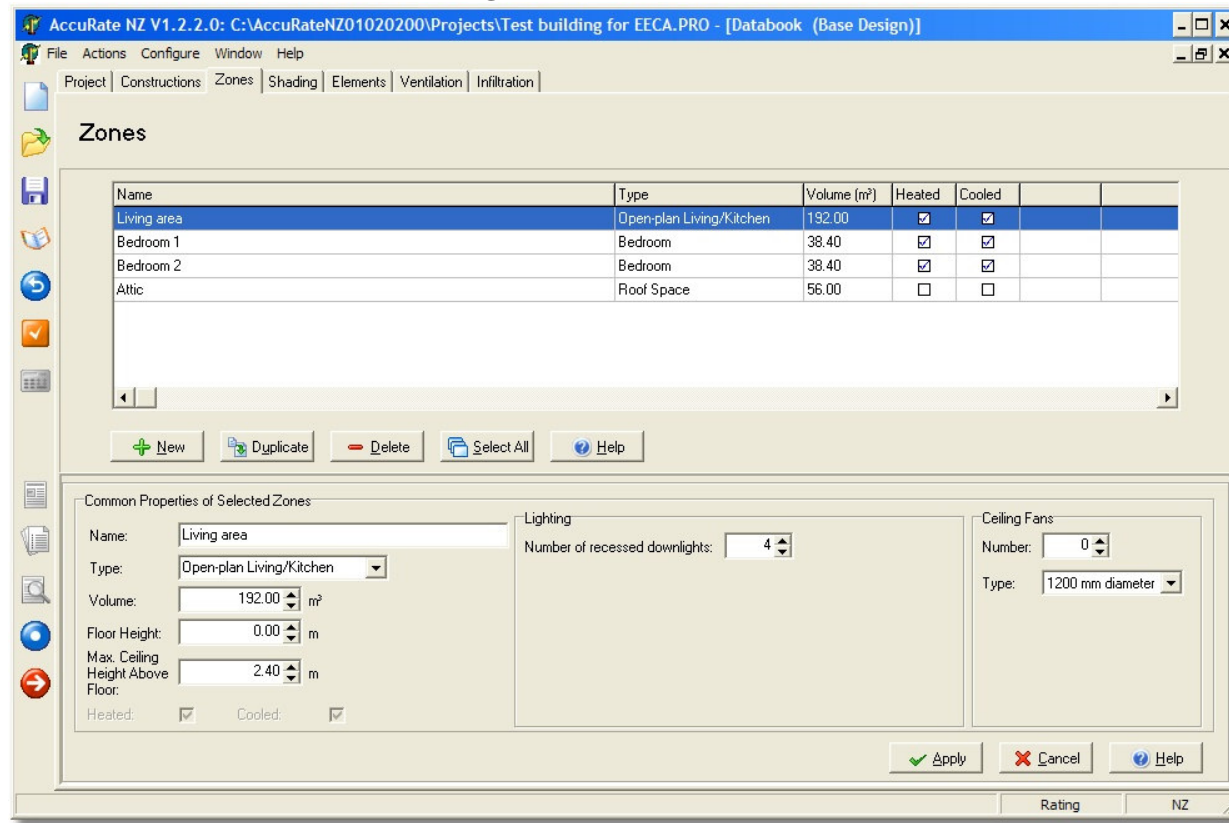 AccuRate NZ V1.2.2.0: C:\AccuRateNZ01020200\Projects\Test building for EECA.PRO - [Databook (Base Design)]
File Actions Configure Window Help
Project Constructions Zones Shading Elements Ventilation Infiltration
Zones
Name Type Volume (m³) Heated Cooled
Living area Open-plan Living/Kitchen 192.00
Bedroom 1 Bedroom 38.40
Bedroom 2 Bedroom 38.40
Attic Roof Space 56.00
New Duplicate Delete Select All Help
Common Properties of Selected Zones
Name: Living area
Type: Open-plan Living/Kitchen
Volume: 192.00 m³
Floor Height: 0.00 m
Max. Ceiling
Height Above
Floor:
2.40 m
Heated: Cooled:
Lighting
Number of recessed downlights: 4
Ceiling Fans
Number: 0
Type: 1200 mm diameter
Apply Cancel Help
Rating NZ